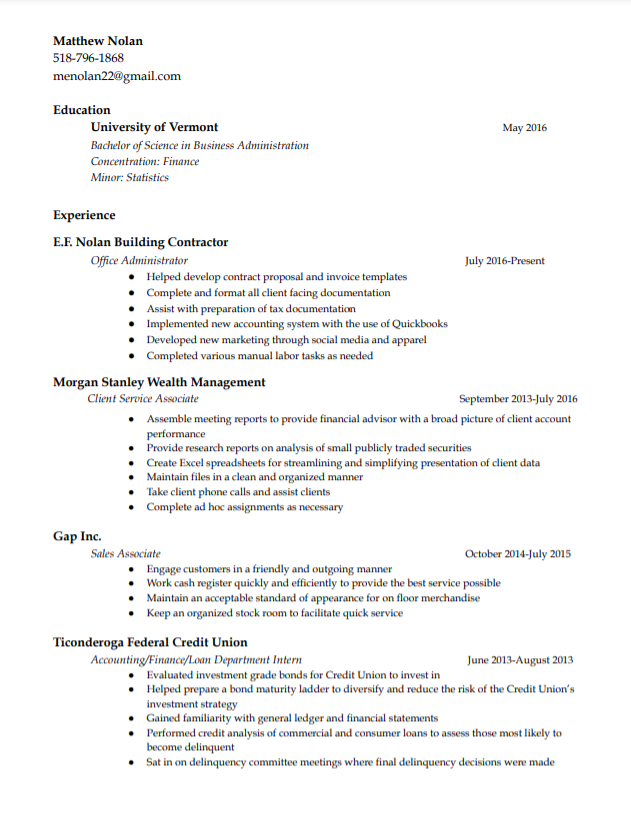 Matthew Nolan
518-796-1868
menolan22@gmail.com
Education
University of Vermont May 2016
Bachelor of Science in Business Administration
Concentration: Finance
Minor: Statistics
Experience
E.F. Nolan Building Contractor
Office Administrator July 2016-Present
● Helped develop contract proposal and invoice templates
● Complete and format all client facing documentation
● Assist with preparation of tax documentation
● Implemented new accounting system with the use of Quickbooks
● Developed new marketing through social media and apparel
● Completed various manual labor tasks as needed
Morgan Stanley Wealth Management
Client Service Associate September 2013-July 2016
● Assemble meeting reports to provide financial advisor with a broad picture of client account
performance
● Provide research reports on analysis of small publicly traded securities
● Create Excel spreadsheets for streamlining and simplifying presentation of client data
● Maintain files in a clean and organized manner
● Take client phone calls and assist clients
● Complete ad hoc assignments as necessary
Gap Inc.
Sales Associate October 2014-July 2015
● Engage customers in a friendly and outgoing manner
● Work cash register quickly and efficiently to provide the best service possible
● Maintain an acceptable standard of appearance for on floor merchandise
● Keep an organized stock room to facilitate quick service
Ticonderoga Federal Credit Union
Accounting/Finance/Loan Department Intern June 2013-August 2013
● Evaluated investment grade bonds for Credit Union to invest in
● Helped prepare a bond maturity ladder to diversify and reduce the risk of the Credit Union's
investment strategy
● Gained familiarity with general ledger and financial statements
● Performed credit analysis of commercial and consumer loans to assess those most likely to
become delinquent
● Sat in on delinquency committee meetings where final delinquency decisions were made